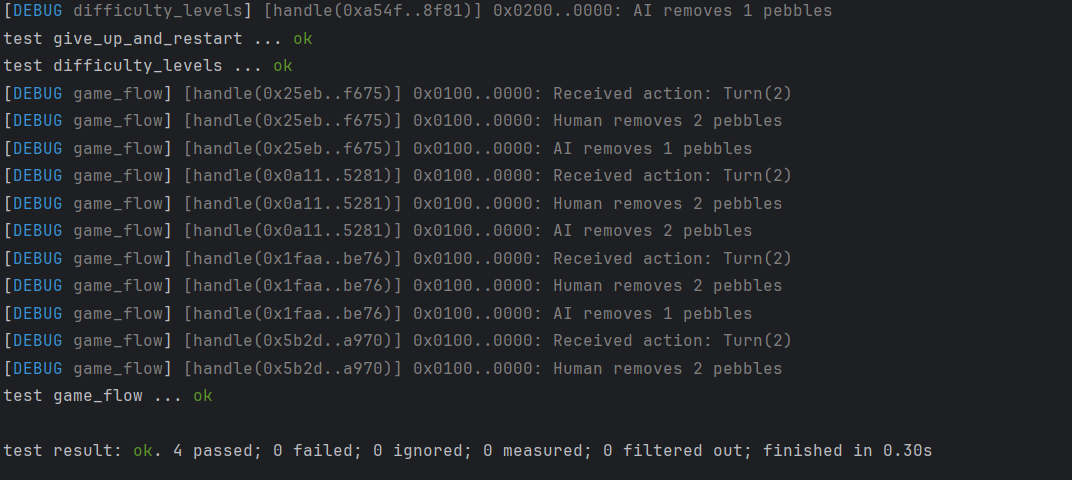 [DEBUG difficulty_levels] [handle(0xa54f..8f81)] 0x0200..0000: AI removes 1 pebbles
test give_up_and_restart ... ok
test difficulty_levels ... ok
[DEBUG game_flow] [handle(0x25eb..f675)] 0x0100..0000: Received action: Turn(2)
[DEBUG game_flow] [handle(0x25eb..f675)] 0x0100..0000: Human removes 2 pebbles
[DEBUG game_flow] [handle(0x25eb..f675)] 0x0100..0000: AI removes 1 pebbles
[DEBUG game_flow] [handle(0x0a11..5281)] 0x0100..0000: Received action: Turn(2)
[DEBUG game_flow] [handle(0x0a11..5281)] 0x0100..0000: Human removes 2 pebbles
[DEBUG game_flow] [handle(0x0a11..5281)] 0x0100..0000: AI removes 2 pebbles
[DEBUG game_flow] [handle(0x1faa..be76)] 0x0100..0000: Received action: Turn(2)
[DEBUG game_flow] [handle(0x1faa..be76)] 0x0100..0000: Human removes 2 pebbles
[DEBUG game_flow] [handle(0x1faa..be76)] 0x0100..0000: AI removes 1 pebbles
[DEBUG game_flow] [handle(0x5b2d..a970)] 0x0100..0000: Received action: Turn(2)
[DEBUG game_flow] [handle(0x5b2d..a970)] 0x0100..0000: Human removes 2 pebbles
test game_flow ... ok
test result: ok. 4 passed; 0 failed; 0 ignored; 0 measured; 0 filtered out; finished in 0.30s